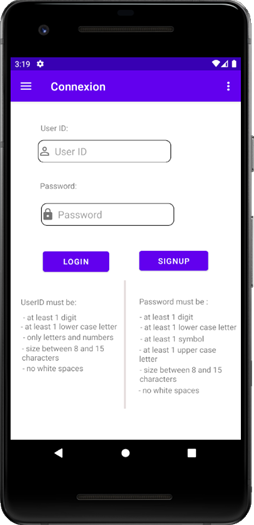 3:19
Connexion
User ID:
User ID
Password:
Password
LOGIN
SIGNUP
UserID must be:
- at least 1 digit
- at least 1 lower case letter
- only letters and numbers
- size between 8 and 15
characters
- no white spaces
Password must be :
- at least 1 digit
- at least 1 lower case letter
- at least 1 symbol
- at least 1 upper case
letter
- size between 8 and 15
characters
- no white spaces